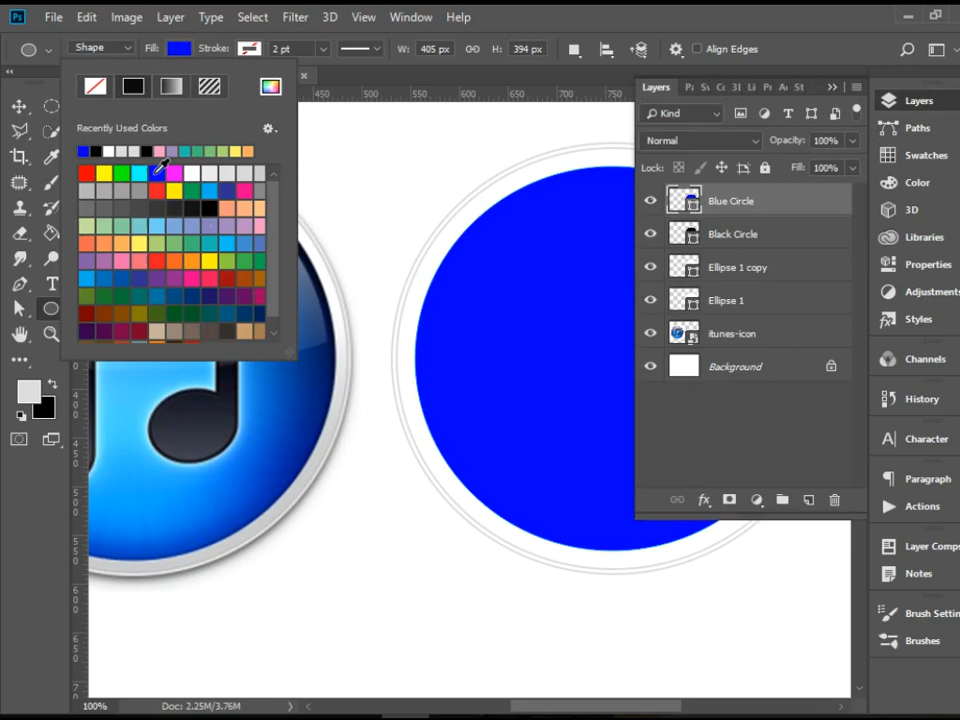 Ps File Edit Image Layer Type Select Filter 3D View Window Help
Shape Fill: Stroke: 2 pt W: 405 px H: 394 px Align Edges
Recently Used Colors
450 500 550 600 650 700 750 800
Layers
Kind
Normal Opacity: 100%
Lock: Fill: 100%
Blue Circle
Black Circle
Ellipse 1 copy
Ellipse 1
itunes-icon
Background
fx
Layers
Paths
Swatches
Color
3D
Libraries
Properties
Adjustments
Styles
Channels
History
Character
Paragraph
Actions
Layer Comps
Notes
Brush Settin
Brushes
100% Doc: 2.25M/3.76M